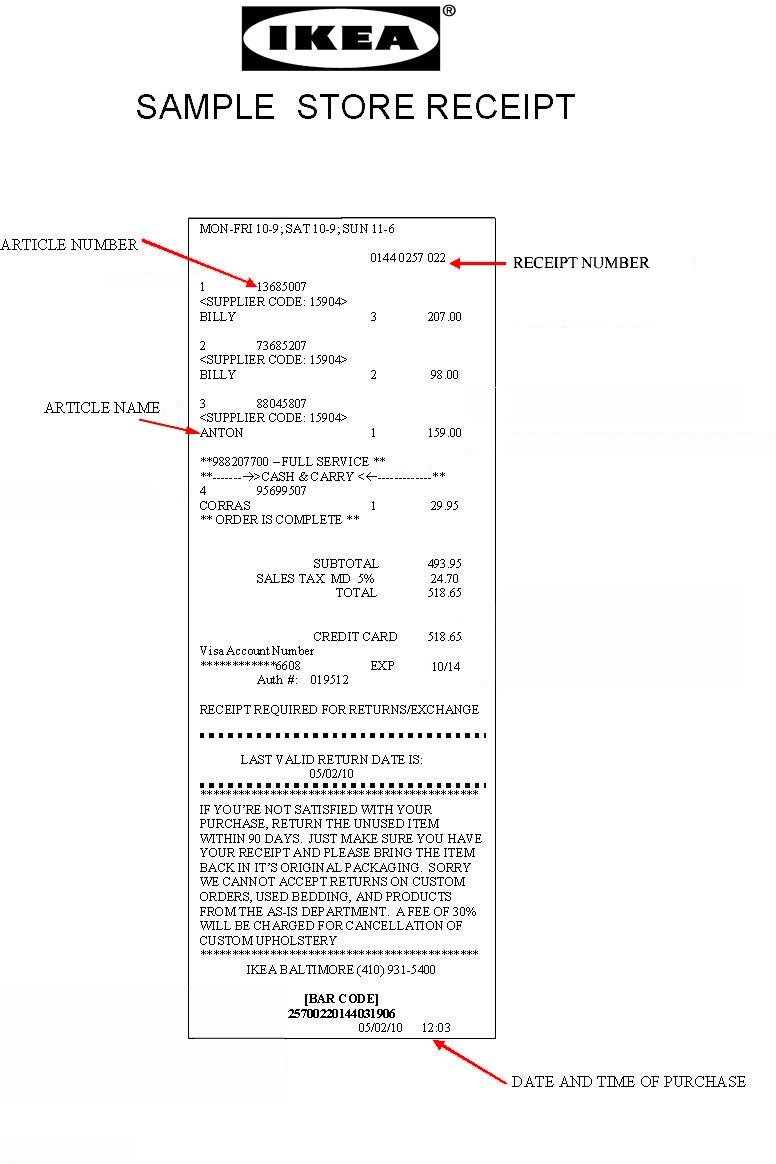 IKEA®
SAMPLE STORE RECEIPT
MON-FRI 10-9; SAT 10-9; SUN 11-6
ARTICLE NUMBER
0144 0257 022
RECEIPT NUMBER
1 13685007
<SUPPLIER CODE: 15904>
BILLY 3 207.00
2 73685207
<SUPPLIER CODE: 15904>
BILLY 2 98.00
3 88045807
ARTICLE NAME
<SUPPLIER CODE: 15904>
ANTON 1 159.00
**988207700 – FULL SERVICE **
**-------→>CASH & CARRY <←-------------**
4 95699507
CORRAS 1 29.95
** ORDER IS COMPLETE **
SUBTOTAL 493.95
SALES TAX MD 5% 24.70
TOTAL 518.65
CREDIT CARD 518.65
Visa Account Number
************6608 EXP 10/14
Auth #: 019512
RECEIPT REQUIRED FOR RETURNS/EXCHANGE
LAST VALID RETURN DATE IS:
05/02/10
********************************************
IF YOU'RE NOT SATISFIED WITH YOUR
PURCHASE, RETURN THE UNUSED ITEM
WITHIN 90 DAYS. JUST MAKE SURE YOU HAVE
YOUR RECEIPT AND PLEASE BRING THE ITEM
BACK IN IT'S ORIGINAL PACKAGING. SORRY
WE CANNOT ACCEPT RETURNS ON CUSTOM
ORDERS, USED BEDDING, AND PRODUCTS
FROM THE AS-IS DEPARTMENT. A FEE OF 30%
WILL BE CHARGED FOR CANCELLATION OF
CUSTOM UPHOLSTERY
********************************************
IKEA BALTIMORE (410) 931-5400
[BAR CODE]
25700220144031906
05/02/10 12:03
DATE AND TIME OF PURCHASE